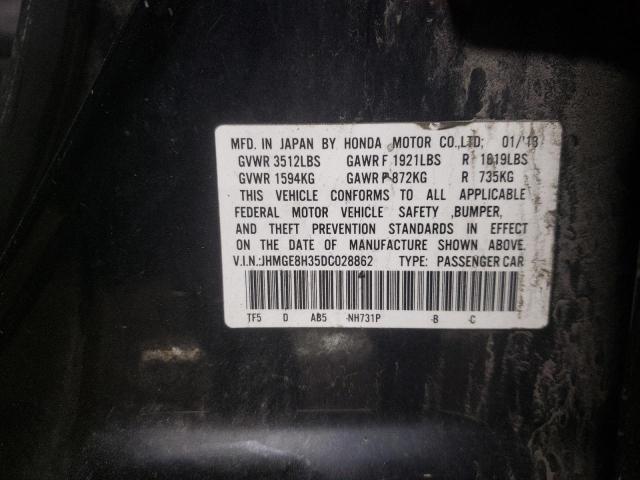 MFD. IN JAPAN BY HONDA MOTOR CO.,LTD; 01/'13
GVWR 3512LBS GAWR F 1921LBS R 1619LBS
GVWR 1594KG GAWR F 872KG R 735KG
THIS VEHICLE CONFORMS TO ALL APPLICABLE
FEDERAL MOTOR VEHICLE SAFETY ,BUMPER,
AND THEFT PREVENTION STANDARDS IN EFFECT
ON THE DATE OF MANUFACTURE SHOWN ABOVE.
V.I.N.:JHMGE8H35DC028862 TYPE: PASSENGER CAR
TF5 D AB5 -NH731P -B -C